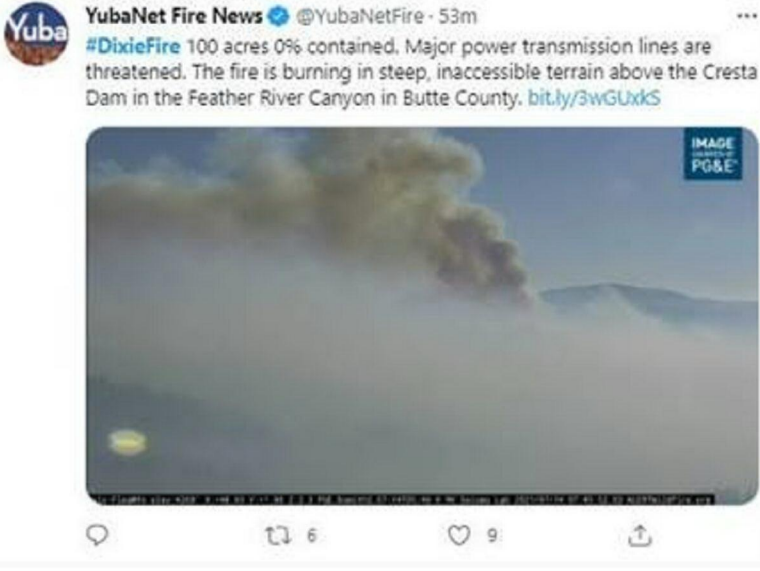 Yuba
YubaNet Fire News @YubaNetFire · 53m
#DixieFire 100 acres 0% contained. Major power transmission lines are
threatened. The fire is burning in steep, inaccessible terrain above the Cresta
Dam in the Feather River Canyon in Butte County. bit.ly/3wGUxkS
IMAGE
PG&E
6
9